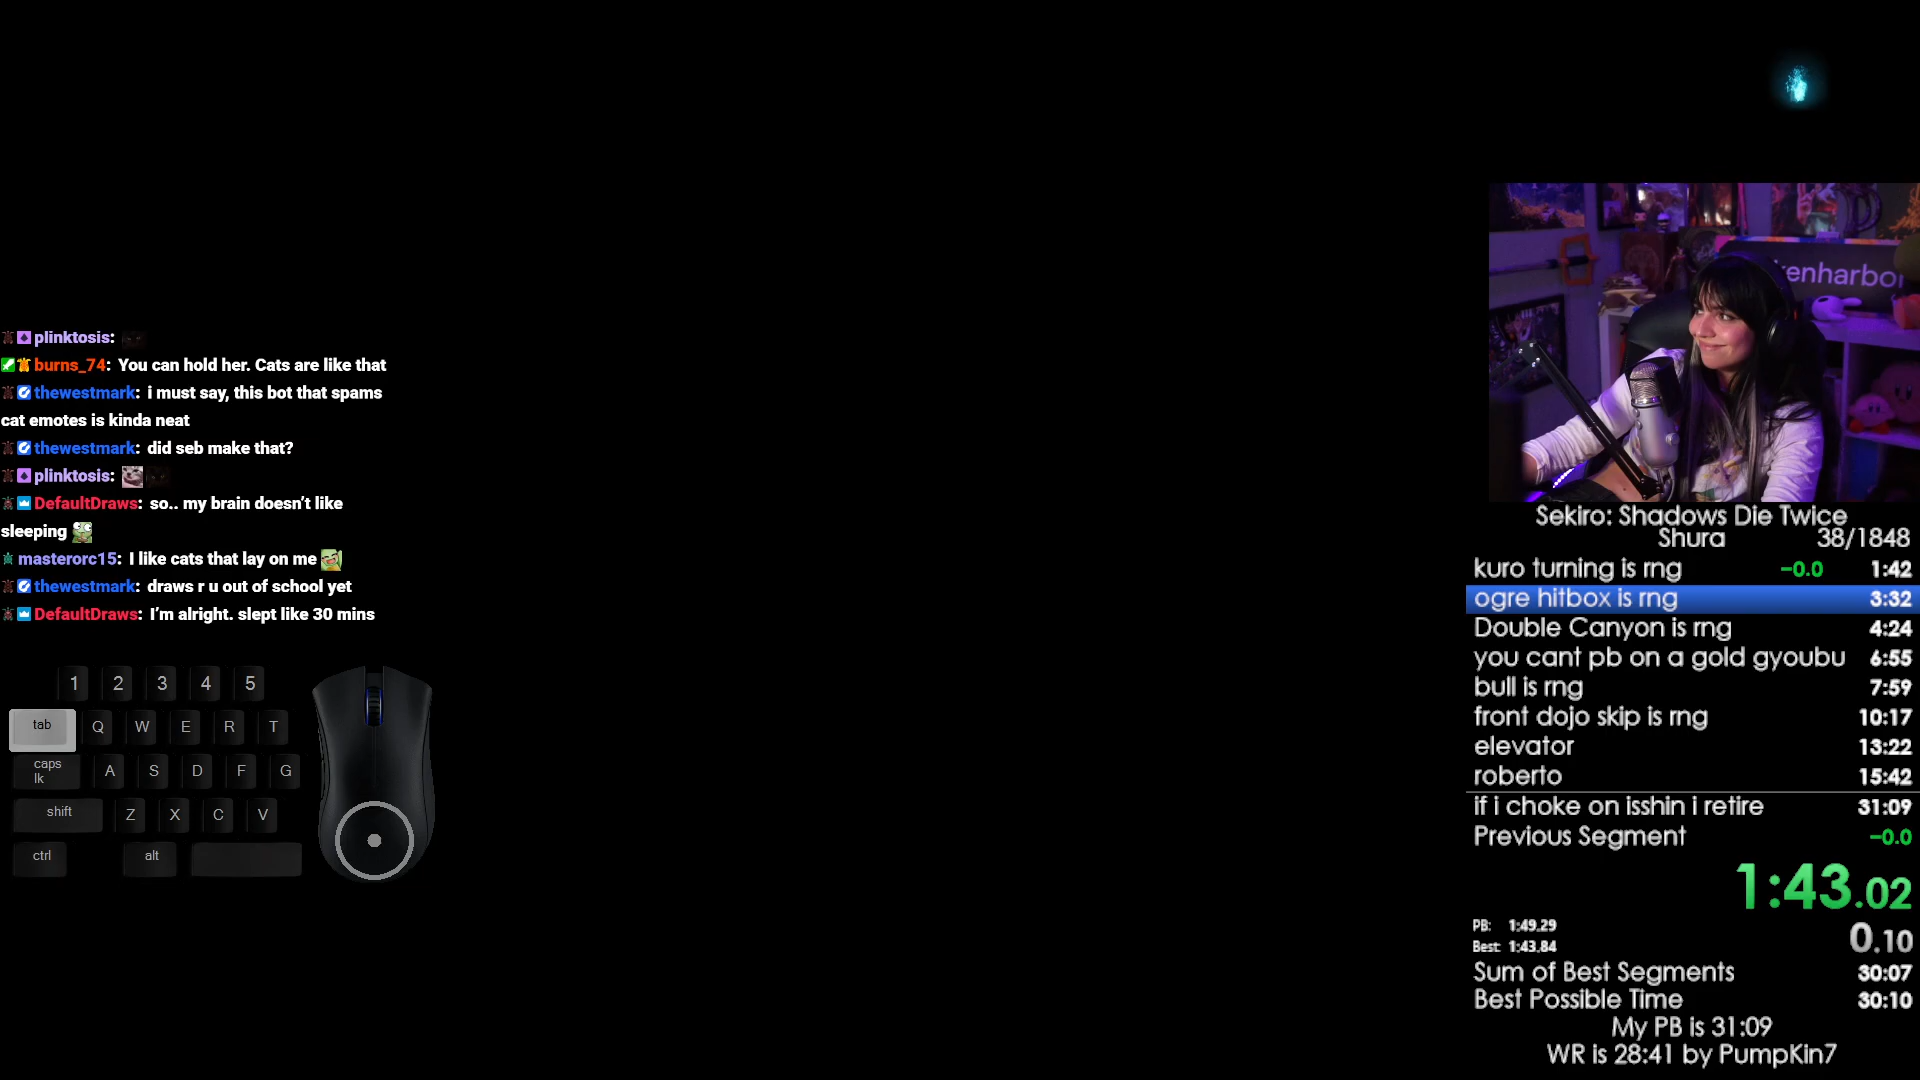 plinktosis:
burns_74: You can hold her. Cats are like that
thewestmark: i must say, this bot that spams
cat emotes is kinda neat
thewestmark: did seb make that?
plinktosis:
DefaultDraws: so.. my brain doesn’t like
sleeping
masterorc15: I like cats that lay on me
thewestmark: draws r u out of school yet
DefaultDraws: I’m alright. slept like 30 mins
1 2 3 4 5
tab Q W E R T
caps
lk A S D F G
shift Z X C V
ctrl alt
kenharbor
Sekiro: Shadows Die Twice
Shura 38/1848
kuro turning is rng -0.0 1:42
ogre hitbox is rng 3:32
Double Canyon is rng 4:24
you cant pb on a gold gyoubu 6:55
bull is rng 7:59
front dojo skip is rng 10:17
elevator 13:22
roberto 15:42
if i choke on isshin i retire 31:09
Previous Segment -0.0
1:43.02
PB: 1:49.29
0.10
Best: 1:43.84
Sum of Best Segments 30:07
Best Possible Time 30:10
My PB is 31:09
WR is 28:41 by PumpKin7